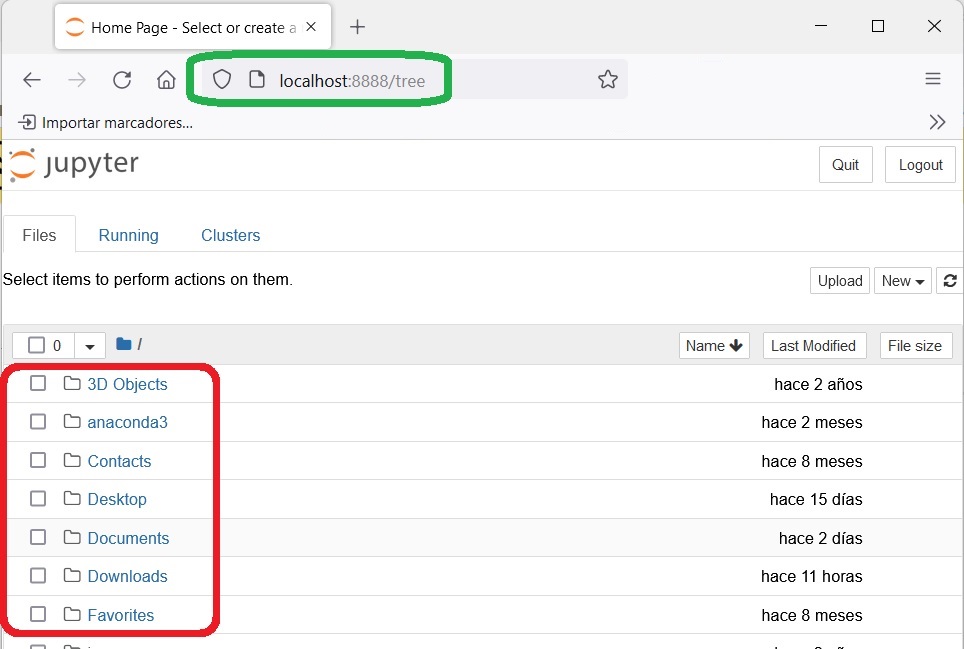 Home Page - Select or create a
localhost:8888/tree
Importar marcadores...
jupyter Quit Logout
Files Running Clusters
Select items to perform actions on them. Upload New
0 / Name Last Modified File size
3D Objects hace 2 años
anaconda3 hace 2 meses
Contacts hace 8 meses
Desktop hace 15 días
Documents hace 2 días
Downloads hace 11 horas
Favorites hace 8 meses